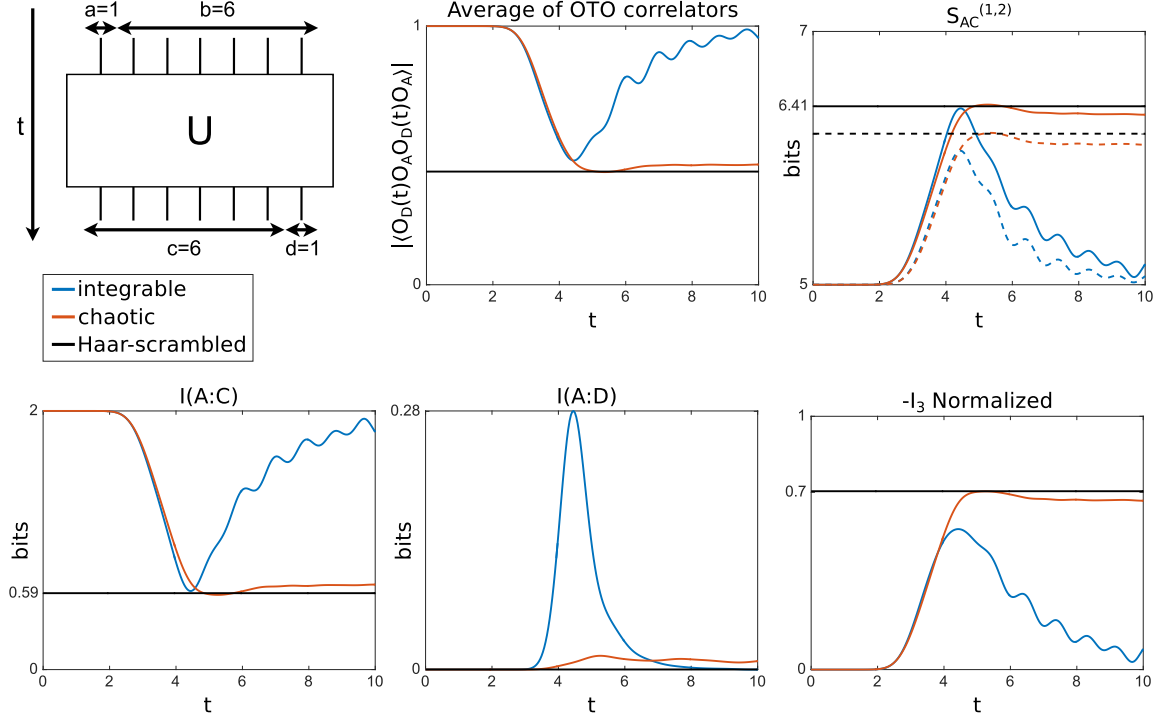 a=1 b=6
t
U
c=6 d=1
integrable
chaotic
Haar-scrambled
Average of OTO correlators
|⟨O_D(t)O_A O_D(t)O_A⟩|
1
0
0 2 4 6 8 10
t
S_AC^(1,2)
bits
7
6.41
5
0 2 4 6 8 10
t
I(A:C)
bits
2
0.59
0
0 2 4 6 8 10
t
I(A:D)
bits
0.28
0
0 2 4 6 8 10
t
-I₃ Normalized
1
0.7
0
0 2 4 6 8 10
t